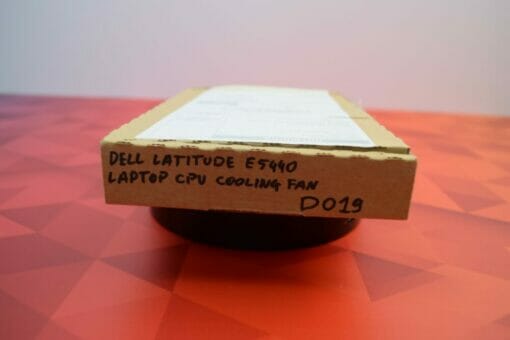 DELL LATITUDE E5440
LAPTOP CPU COOLING FAN
D019